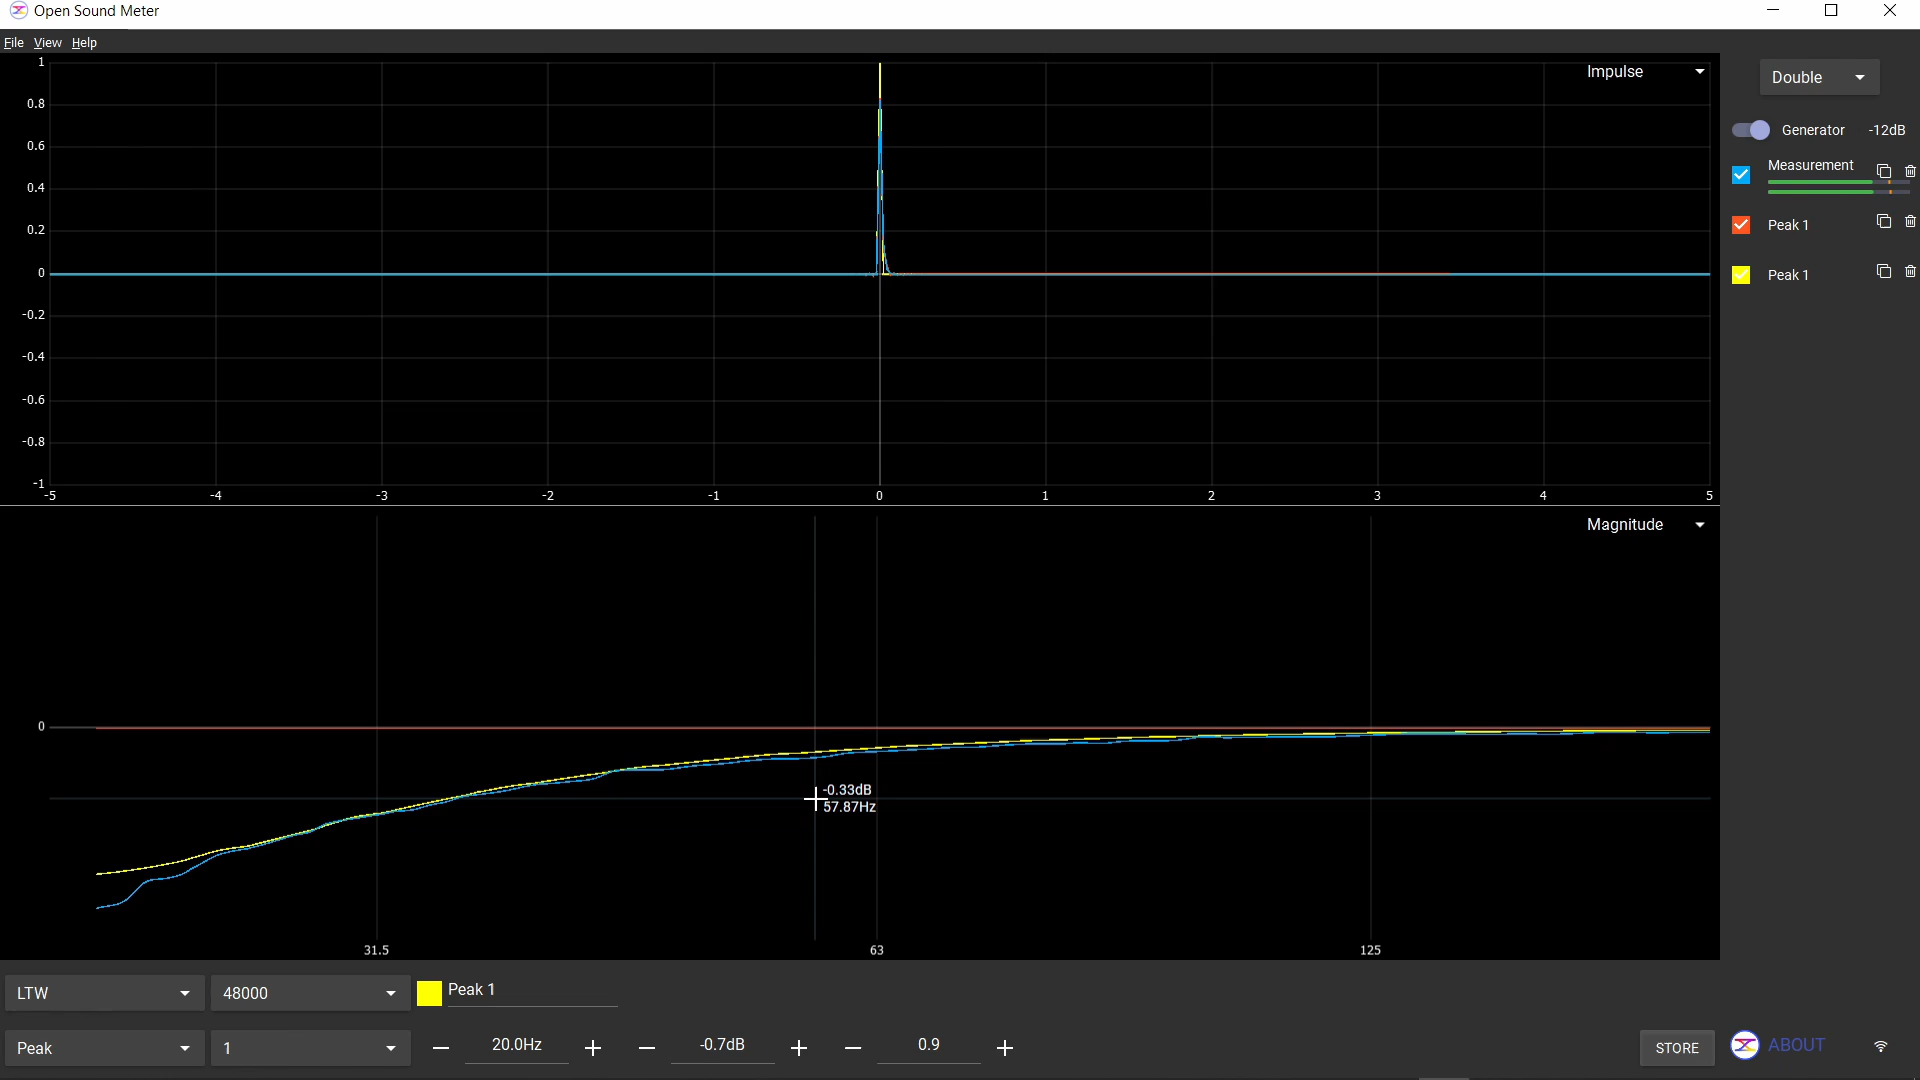 Open Sound Meter
File View Help
Impulse
1
0.8
0.6
0.4
0.2
0
-0.2
-0.4
-0.6
-0.8
-1
-5 -4 -3 -2 -1 0 1 2 3 4 5
Double
Generator -12dB
Measurement
Peak 1
Peak 1
Magnitude
0
-0.33dB
57.87Hz
31.5 63 125
LTW 48000 Peak 1
Peak 1 20.0Hz -0.7dB 0.9
STORE ABOUT